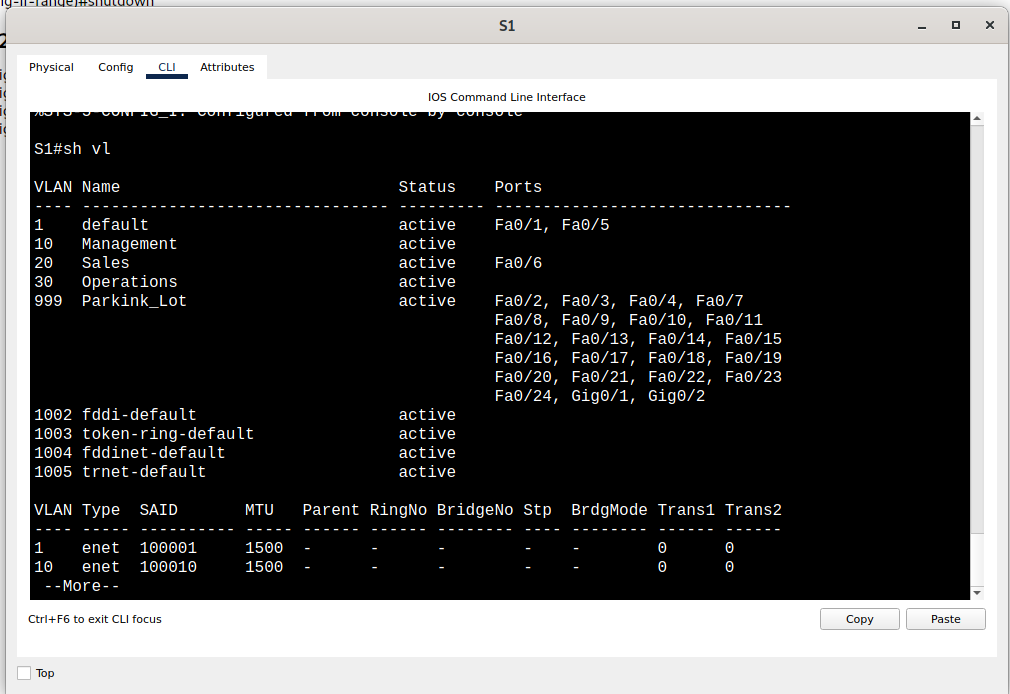 ng-if-range)#shutdown
S1
Physical Config CLI Attributes
IOS Command Line Interface
%SYS-5-CONFIG_I: Configured from console by console
S1#sh vl
VLAN Name Status Ports
---- -------------------------------- --------- -------------------------------
1 default active Fa0/1, Fa0/5
10 Management active
20 Sales active Fa0/6
30 Operations active
999 Parkink_Lot active Fa0/2, Fa0/3, Fa0/4, Fa0/7
Fa0/8, Fa0/9, Fa0/10, Fa0/11
Fa0/12, Fa0/13, Fa0/14, Fa0/15
Fa0/16, Fa0/17, Fa0/18, Fa0/19
Fa0/20, Fa0/21, Fa0/22, Fa0/23
Fa0/24, Gig0/1, Gig0/2
1002 fddi-default active
1003 token-ring-default active
1004 fddinet-default active
1005 trnet-default active
VLAN Type SAID MTU Parent RingNo BridgeNo Stp BrdgMode Trans1 Trans2
---- ----- ---------- ----- ------ ------ -------- ---- -------- ------ ------
1 enet 100001 1500 - - - - - 0 0
10 enet 100010 1500 - - - - - 0 0
--More--
Ctrl+F6 to exit CLI focus
Copy Paste
Top